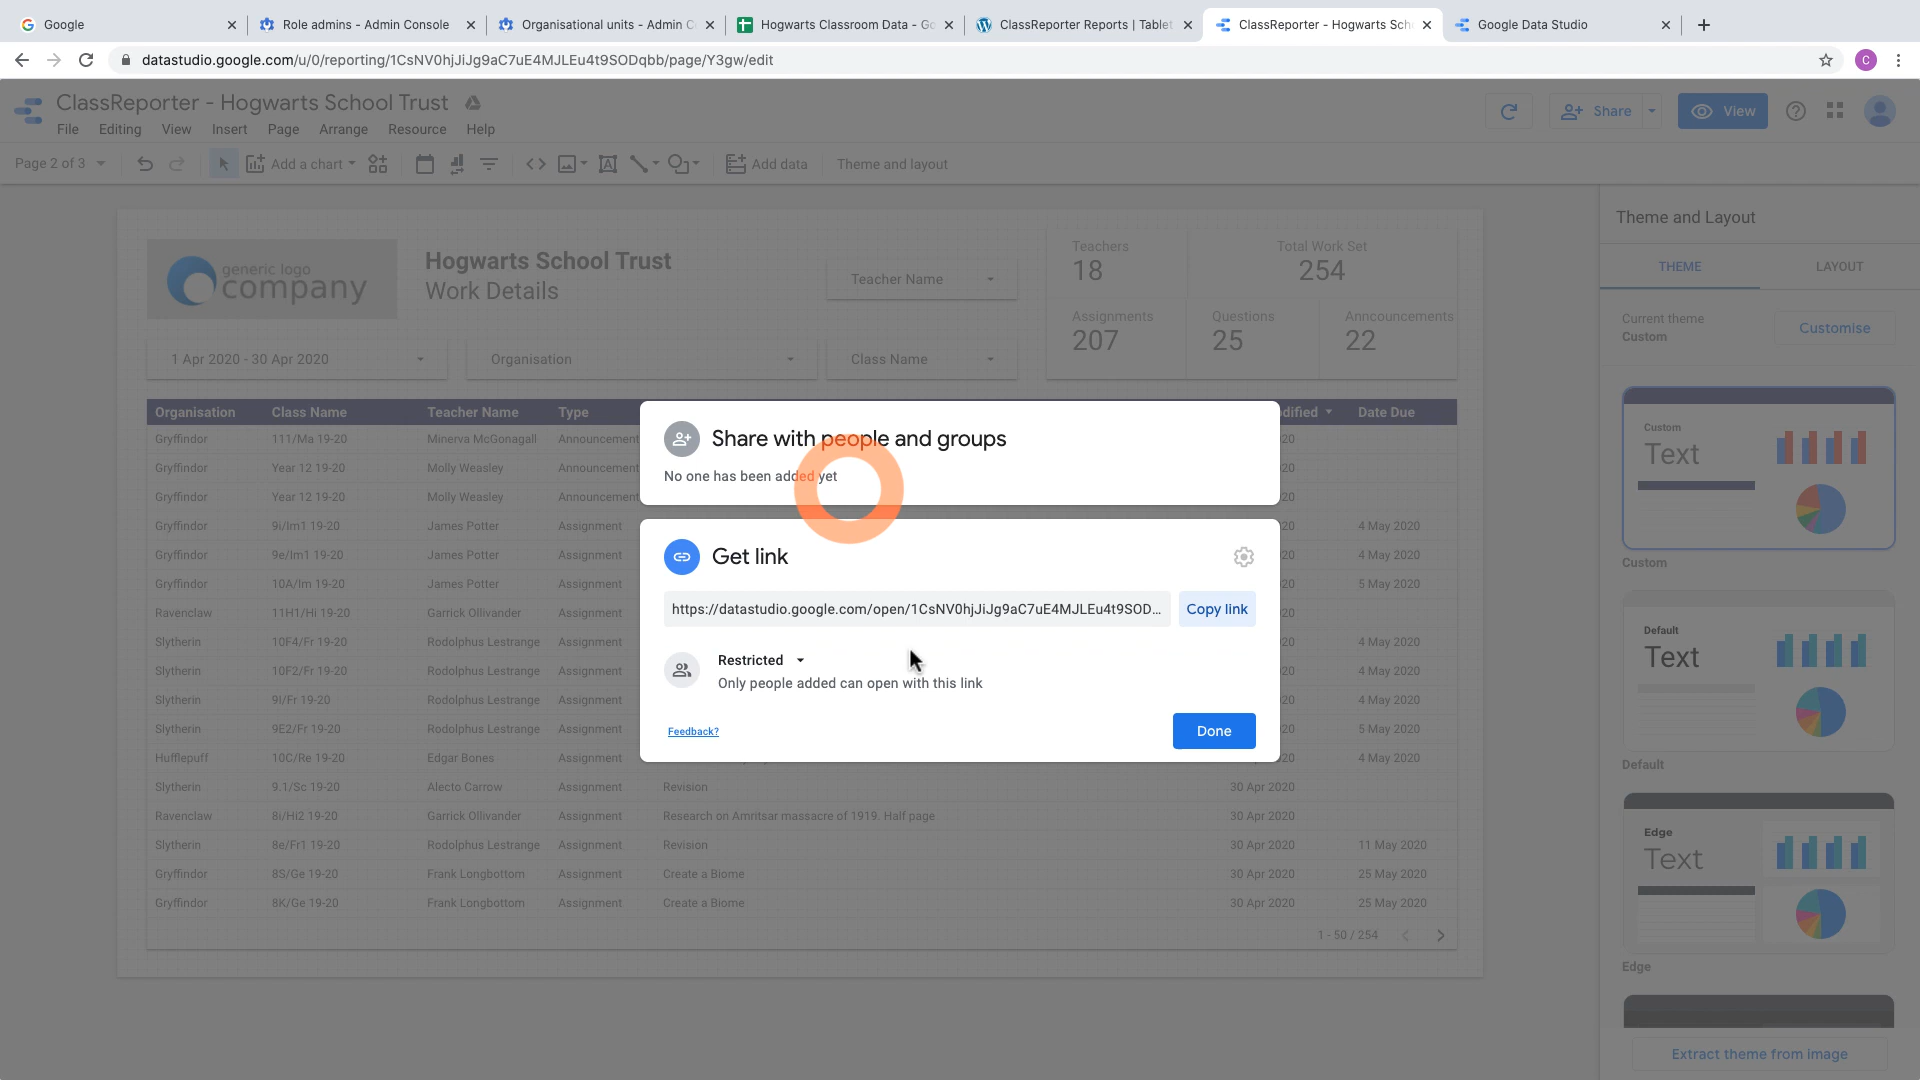 Google
Role admins - Admin Console
Organisational units - Admin C
Hogwarts Classroom Data - Go
ClassReporter Reports | Tablet
ClassReporter - Hogwarts Scho
Google Data Studio
datastudio.google.com/u/0/reporting/1CsNV0hjJiJg9aC7uE4MJLEu4t9SODqbb/page/Y3gw/edit
C
ClassReporter - Hogwarts School Trust
File Editing View Insert Page Arrange Resource Help
Share
View
Page 2 of 3
Add a chart
Add data
Theme and layout
generic logo
company
Hogwarts School Trust
Work Details
Teacher Name
1 Apr 2020 - 30 Apr 2020
Organisation
Class Name
Teachers
18
Total Work Set
254
Assignments
207
Questions
25
Anncouncements
22
Organisation Class Name Teacher Name Type dified Date Due
Gryffindor 111/Ma 19-20 Minerva McGonagall Announcement 20
Gryffindor Year 12 19-20 Molly Weasley Announcement 20
Gryffindor Year 12 19-20 Molly Weasley Announcement 20
Gryffindor 9i/Im1 19-20 James Potter Assignment 20 4 May 2020
Gryffindor 9e/Im1 19-20 James Potter Assignment 20 4 May 2020
Gryffindor 10A/Im 19-20 James Potter Assignment 20 5 May 2020
Ravenclaw 11H1/Hi 19-20 Garrick Ollivander Assignment 20
Slytherin 10F4/Fr 19-20 Rodolphus Lestrange Assignment 20 4 May 2020
Slytherin 10F2/Fr 19-20 Rodolphus Lestrange Assignment 20 4 May 2020
Slytherin 9I/Fr 19-20 Rodolphus Lestrange Assignment 20 4 May 2020
Slytherin 9E2/Fr 19-20 Rodolphus Lestrange Assignment 20 5 May 2020
Hufflepuff 10C/Re 19-20 Edgar Bones Assignment 20 4 May 2020
Slytherin 9.1/Sc 19-20 Alecto Carrow Assignment Revision 30 Apr 2020
Ravenclaw 8i/Hi2 19-20 Garrick Ollivander Assignment Research on Amritsar massacre of 1919. Half page 30 Apr 2020
Slytherin 8e/Fr1 19-20 Rodolphus Lestrange Assignment Revision 30 Apr 2020 11 May 2020
Gryffindor 8S/Ge 19-20 Frank Longbottom Assignment Create a Biome 30 Apr 2020 25 May 2020
Gryffindor 8K/Ge 19-20 Frank Longbottom Assignment Create a Biome 30 Apr 2020 25 May 2020
1 - 50 / 254
Share with people and groups
No one has been added yet
Get link
https://datastudio.google.com/open/1CsNV0hjJiJg9aC7uE4MJLEu4t9SOD...
Copy link
Restricted
Only people added can open with this link
Feedback?
Done
Theme and Layout
THEME
LAYOUT
Current theme
Custom
Customise
Custom
Text
Custom
Default
Text
Default
Edge
Text
Edge
Extract theme from image